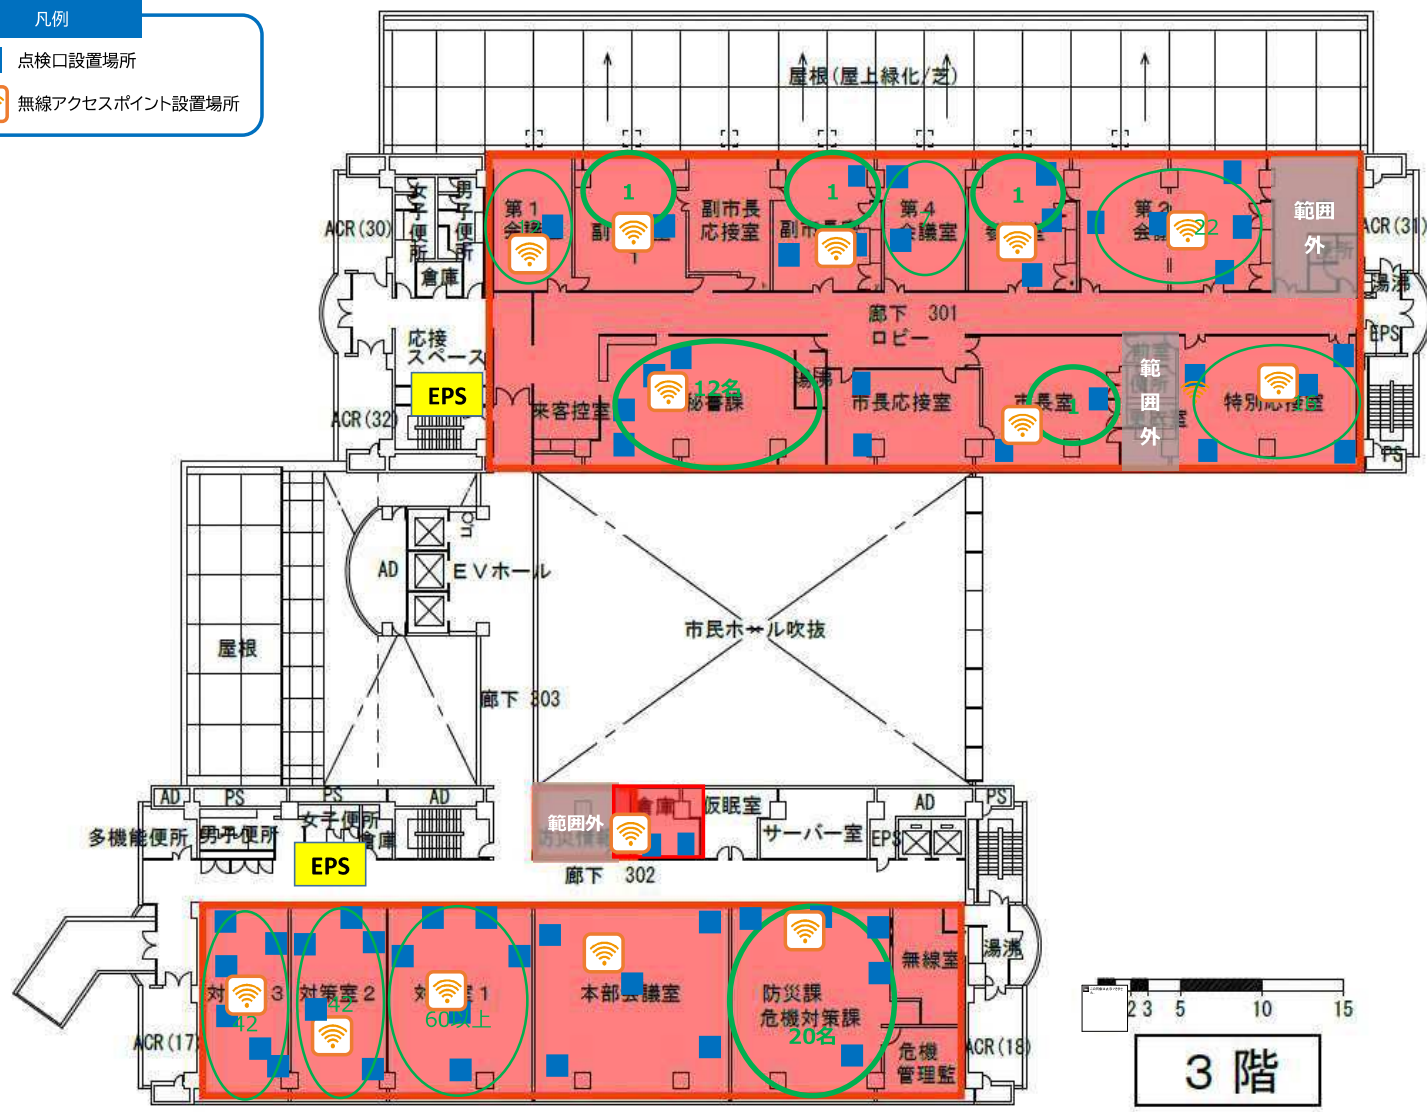 凡例
点検口設置場所
無線アクセスポイント設置場所
屋根(屋上緑化/芝)
ACR(30)
女子便所
男子便所
倉庫
第1
会議室
1
副市長
応接室
1
第4
会議室
1
第2
会議
22
範囲外
ACR(31)
湯沸
EPS
廊下 301
ロビー
応接
スペース
EPS
ACR(32)
来客控室
12名
秘書課
湯沸
市長応接室
市長室
1
範囲外
特別応接室
PS
AD
EVホール
屋根
市民ホール吹抜
廊下 303
AD
PS
PS
AD
多機能便所
男子便所
女子便所
倉庫
EPS
範囲外
防災情報
倉庫
仮眠室
サーバー室
EPS
AD
PS
廊下 302
対 3
42
対策室2
42
対 室1
60以上
本部会議室
防災課
危機対策課
20名
無線室
危機
管理監
湯沸
ACR(17)
ACR(18)
2 3 5 10 15
3階